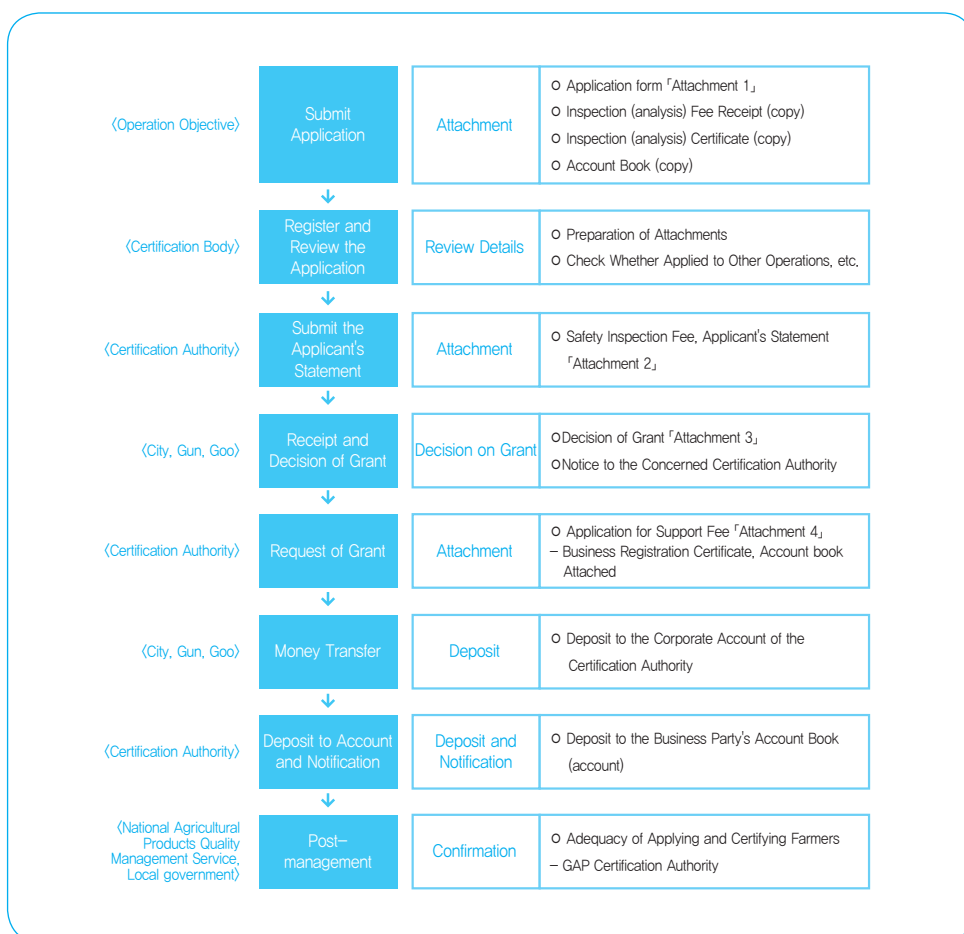 〈Operation Objective〉
Submit
Application
Attachment
o Application form 「Attachment 1」
o Inspection (analysis) Fee Receipt (copy)
o Inspection (analysis) Certificate (copy)
o Account Book (copy)
↓
〈Certification Body〉
Register and
Review the
Application
Review Details
o Preparation of Attachments
o Check Whether Applied to Other Operations, etc.
↓
〈Certification Authority〉
Submit the
Applicant's
Statement
Attachment
o Safety Inspection Fee, Applicant's Statement
「Attachment 2」
↓
〈City, Gun, Goo〉
Receipt and
Decision of Grant
Decision on Grant
oDecision of Grant 「Attachment 3」
oNotice to the Concerned Certification Authority
↓
〈Certification Authority〉
Request of Grant
Attachment
o Application for Support Fee 「Attachment 4」
– Business Registration Certificate, Account book
Attached
↓
〈City, Gun, Goo〉
Money Transfer
Deposit
o Deposit to the Corporate Account of the
Certification Authority
↓
〈Certification Authority〉
Deposit to Account
and Notification
Deposit and
Notification
o Deposit to the Business Party's Account Book
(account)
↓
〈National Agricultural
Products Quality
Management Service,
Local government〉
Post–
management
Confirmation
o Adequacy of Applying and Certifying Farmers
– GAP Certification Authority